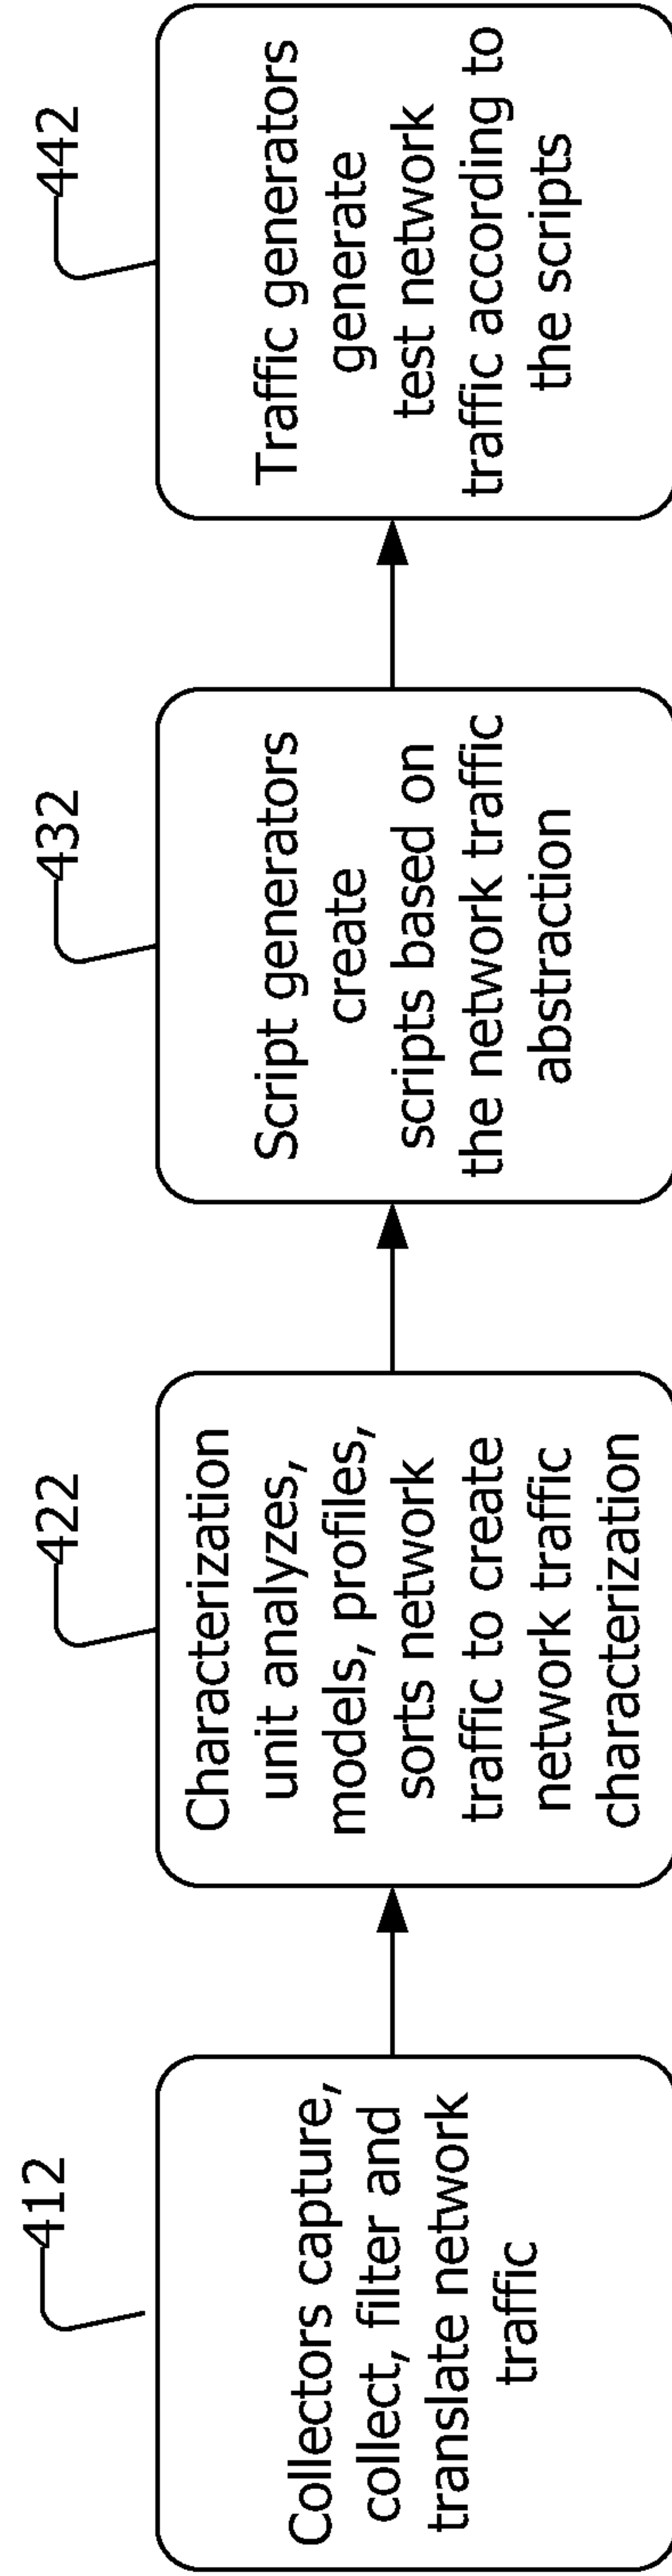 412
Collectors capture,
collect, filter and
translate network
traffic
422
Characterization
unit analyzes,
models, profiles,
sorts network
traffic to create
network traffic
characterization
432
Script generators
create
scripts based on
the network traffic
abstraction
442
Traffic generators
generate
test network
traffic according to
the scripts